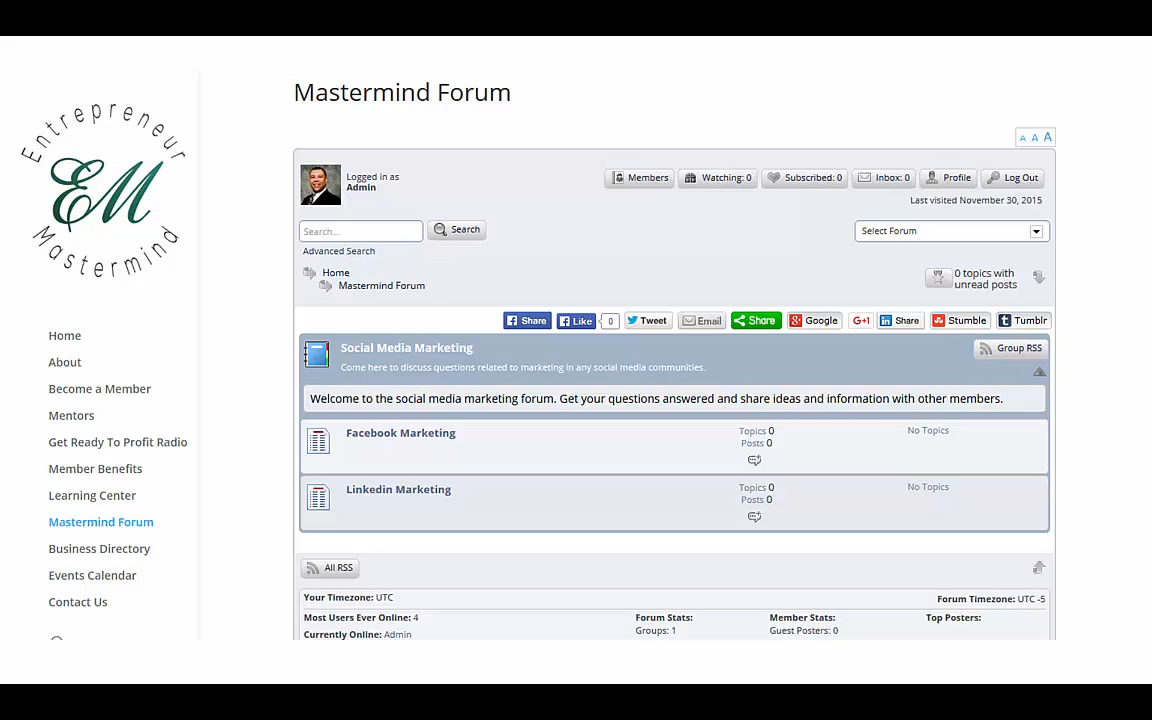 Entrepreneur
EM
Mastermind
Home
About
Become a Member
Mentors
Get Ready To Profit Radio
Member Benefits
Learning Center
Mastermind Forum
Business Directory
Events Calendar
Contact Us
Mastermind Forum
A A A
Logged in as
Admin
Members Watching: 0 Subscribed: 0 Inbox: 0 Profile Log Out
Last visited November 30, 2015
Search... Search
Select Forum
Advanced Search
Home
Mastermind Forum
0 topics with
unread posts
Share Like 0 Tweet Email Share Google G+1 Share Stumble Tumblr
Social Media Marketing
Group RSS
Come here to discuss questions related to marketing in any social media communities.
Welcome to the social media marketing forum. Get your questions answered and share ideas and information with other members.
Facebook Marketing
Topics 0
Posts 0
No Topics
Linkedin Marketing
Topics 0
Posts 0
No Topics
All RSS
Your Timezone: UTC
Forum Timezone: UTC -5
Most Users Ever Online: 4
Currently Online: Admin
Forum Stats:
Groups: 1
Member Stats:
Guest Posters: 0
Top Posters: